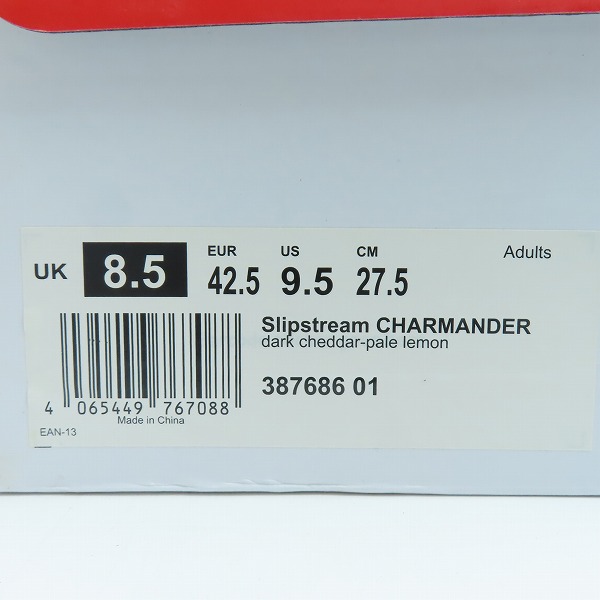 UK 8.5 EUR 42.5 US 9.5 CM 27.5 Adults
Slipstream CHARMANDER
dark cheddar-pale lemon
387686 01
4 065449 767088
Made in China
EAN-13